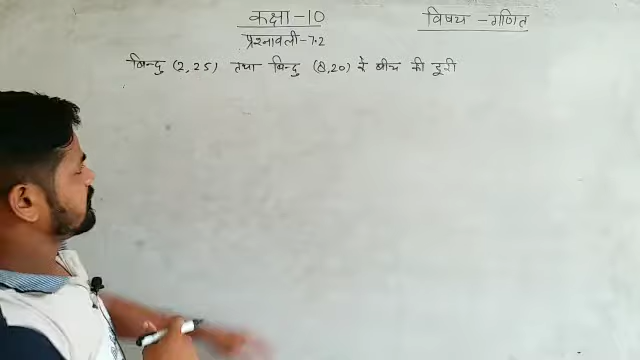 कक्षा -10
विषय -गणित
प्रश्नावली-7.2
बिन्दु (2,25) तथा बिन्दु (8,20) के बीच की दूरी